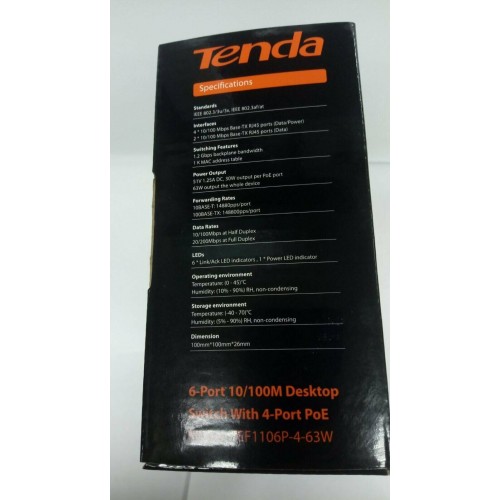 Tenda
Specifications
Standards
IEEE 802.3/3u/3x, IEEE 802.3af/at
Interfaces
4 * 10/100 Mbps Base-TX RJ45 ports (Data/Power)
2 * 10/100 Mbps Base-TX RJ45 ports (Data)
Switching Features
1.2 Gbps backplane bandwidth
1 K MAC address table
Power Output
51V 1.25A DC, 30W output per PoE port
63W output the whole device
Forwarding Rates
10BASE-T: 14880pps/port
100BASE-TX: 148800pps/port
Data Rates
10/100Mbps at Half Duplex
20/200Mbps at Full Duplex
LEDs
6 * Link/Ack LED indicators , 1 * Power LED indicator
Operating environment
Temperature: (0 - 45)°C
Humidity: (10% - 90%) RH, non-condensing
Storage environment
Temperature: (-40 - 70)°C
Humidity: (5% - 90%) RH, non-condensing
Dimension
100mm*100mm*26mm
6-Port 10/100M Desktop
Switch With 4-Port PoE
TEF1106P-4-63W